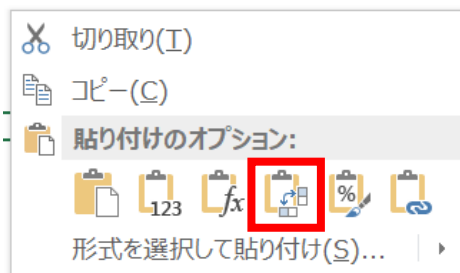 切り取り(T)
コピー(C)
貼り付けのオプション:
123 fx %
形式を選択して貼り付け(S)...